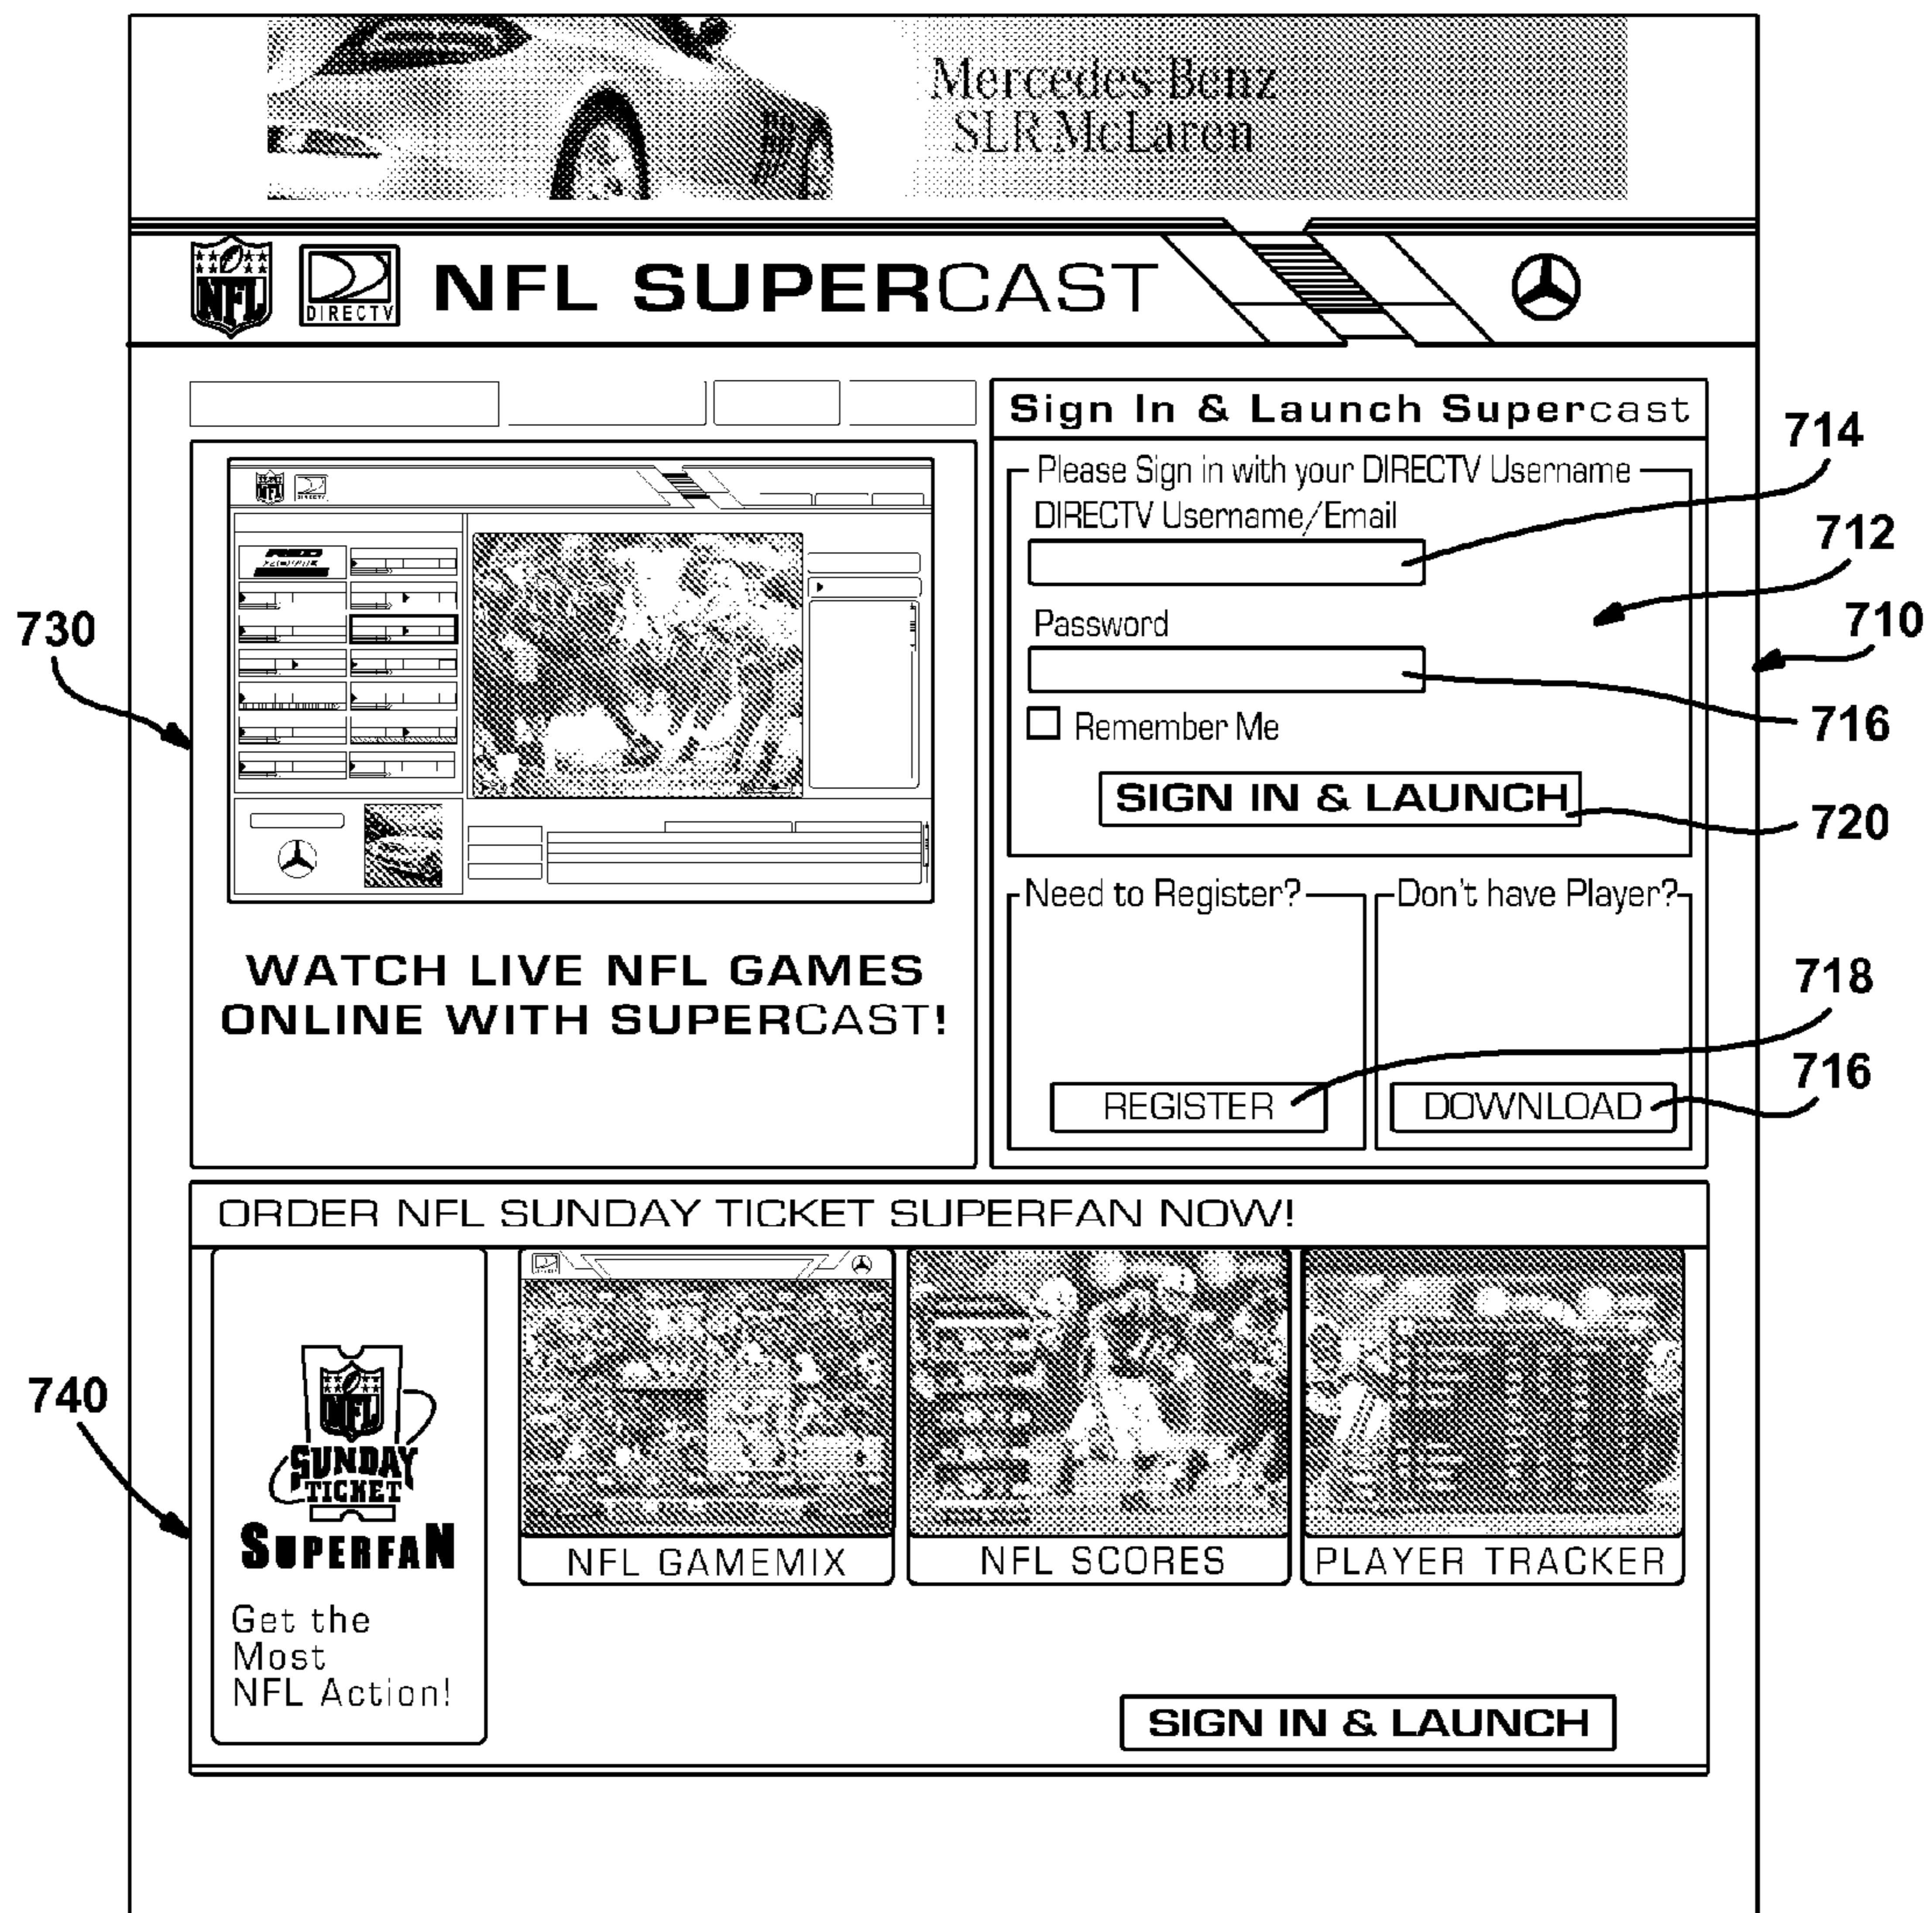 Mercedes-Benz
SLR McLaren
NFL
DIRECTV
NFL SUPERCAST
Sign In & Launch Supercast
714
Please Sign in with your DIRECTV Username
DIRECTV Username/Email
712
710
Password
730
716
Remember Me
SIGN IN & LAUNCH
720
Need to Register?
Don't have Player?
WATCH LIVE NFL GAMES
ONLINE WITH SUPERCAST!
718
716
REGISTER
DOWNLOAD
ORDER NFL SUNDAY TICKET SUPERFAN NOW!
740
NFL
SUNDAY
TICKET
SUPERFAN
NFL GAMEMIX
NFL SCORES
PLAYER TRACKER
Get the
Most
NFL Action!
SIGN IN & LAUNCH